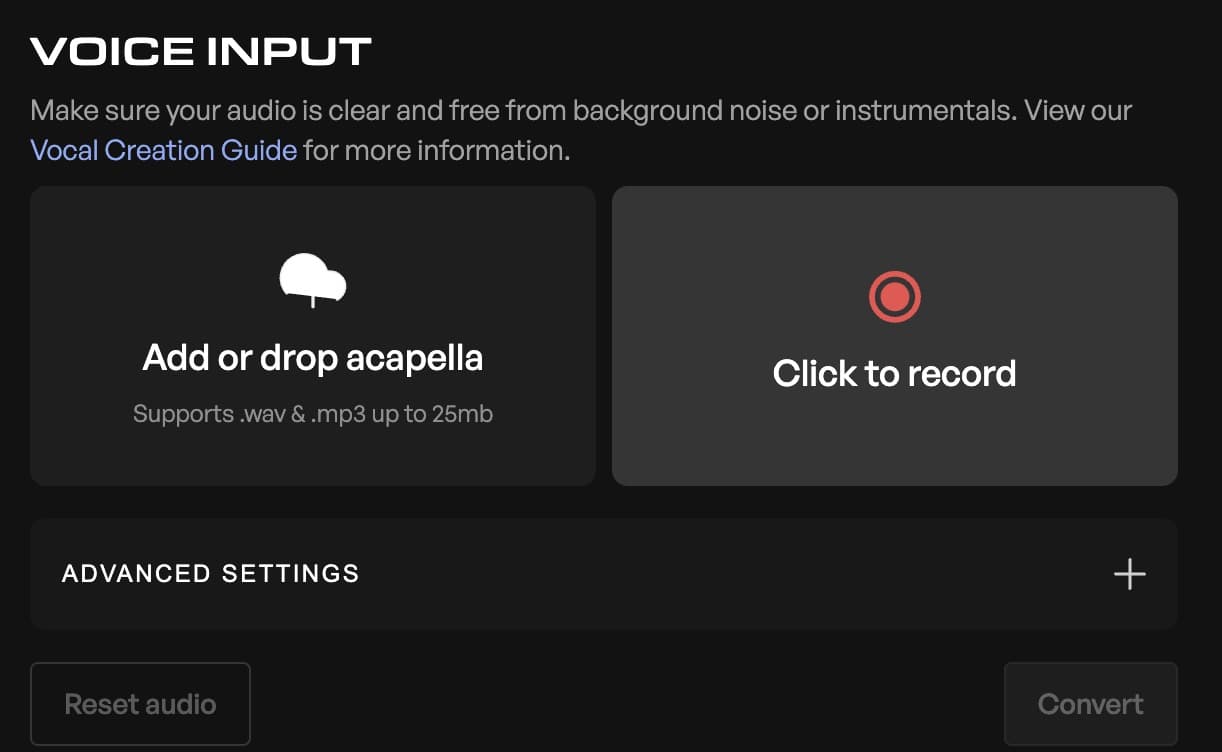 VOICE INPUT
Make sure your audio is clear and free from background noise or instrumentals. View our
Vocal Creation Guide for more information.
Add or drop acapella
Supports .wav & .mp3 up to 25mb
Click to record
ADVANCED SETTINGS
Reset audio
Convert